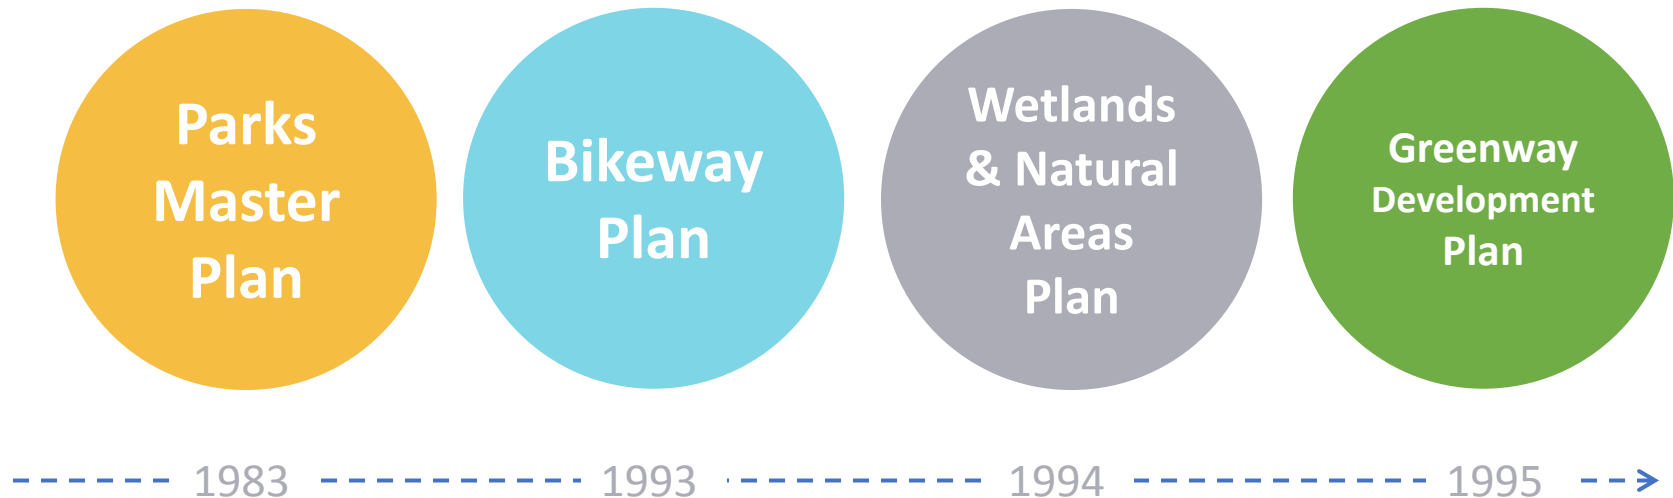 Parks
Master
Plan
Bikeway
Plan
Wetlands
& Natural
Areas
Plan
Greenway
Development
Plan
1983
1993
1994
1995